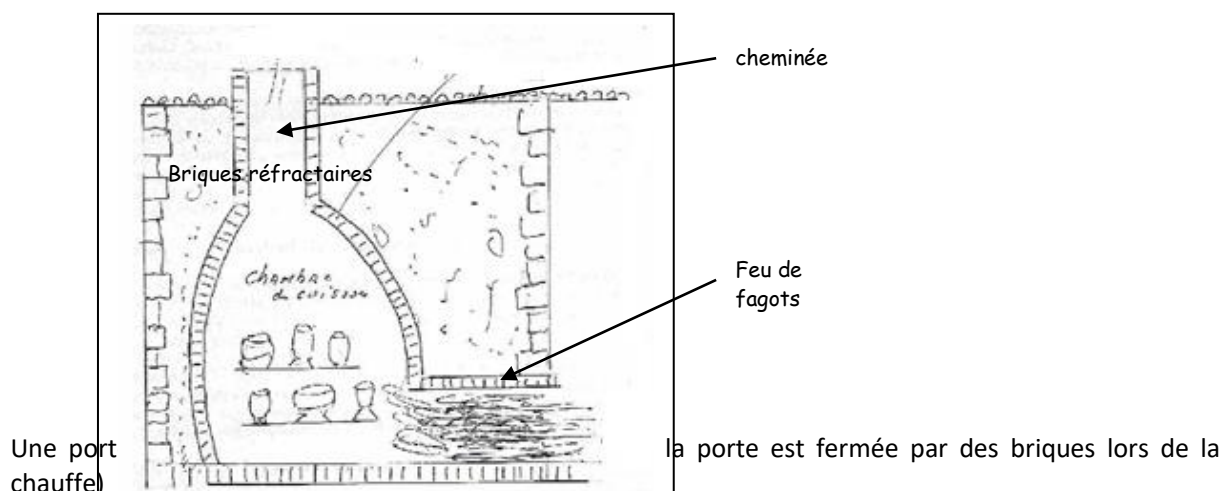 cheminée
Briques réfractaires
Chambre
de cuisson
Feu de
fagots
Une port la porte est fermée par des briques lors de la
chauffe)